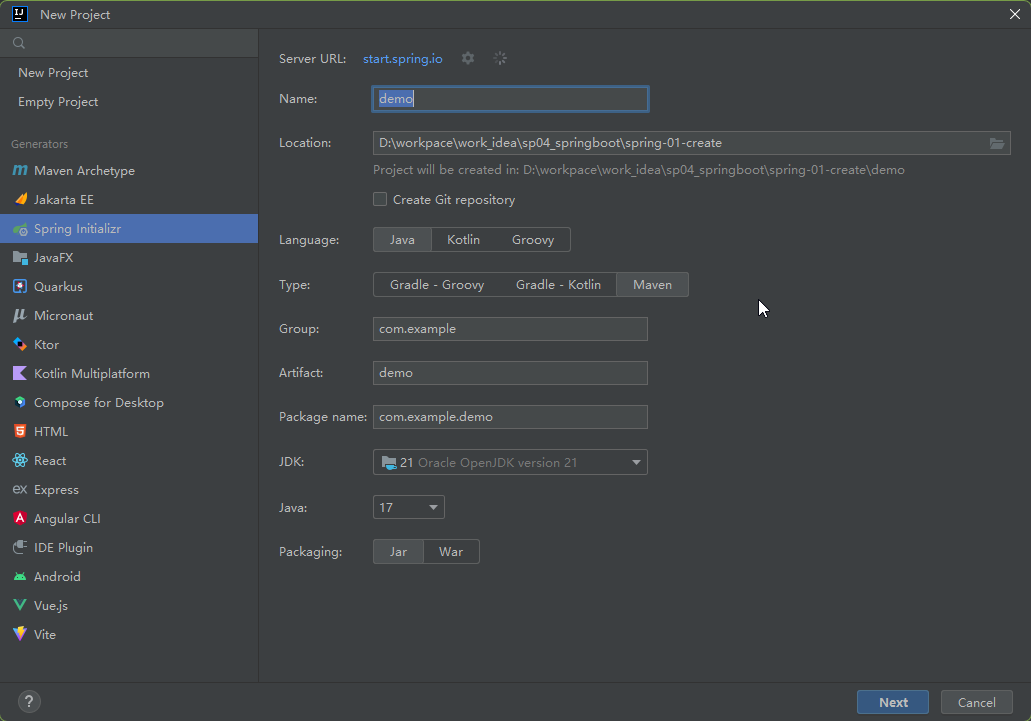 New Project
Server URL: start.spring.io
New Project
Empty Project
Generators
Maven Archetype
Jakarta EE
Spring Initializr
JavaFX
Quarkus
Micronaut
Ktor
Kotlin Multiplatform
Compose for Desktop
HTML
React
Express
Angular CLI
IDE Plugin
Android
Vue.js
Vite
Name: demo
Location: D:\workpace\work_idea\sp04_springboot\spring-01-create
Project will be created in: D:\workpace\work_idea\sp04_springboot\spring-01-create\demo
Create Git repository
Language: Java Kotlin Groovy
Type: Gradle - Groovy Gradle - Kotlin Maven
Group: com.example
Artifact: demo
Package name: com.example.demo
JDK: 21 Oracle OpenJDK version 21
Java: 17
Packaging: Jar War
? Next Cancel